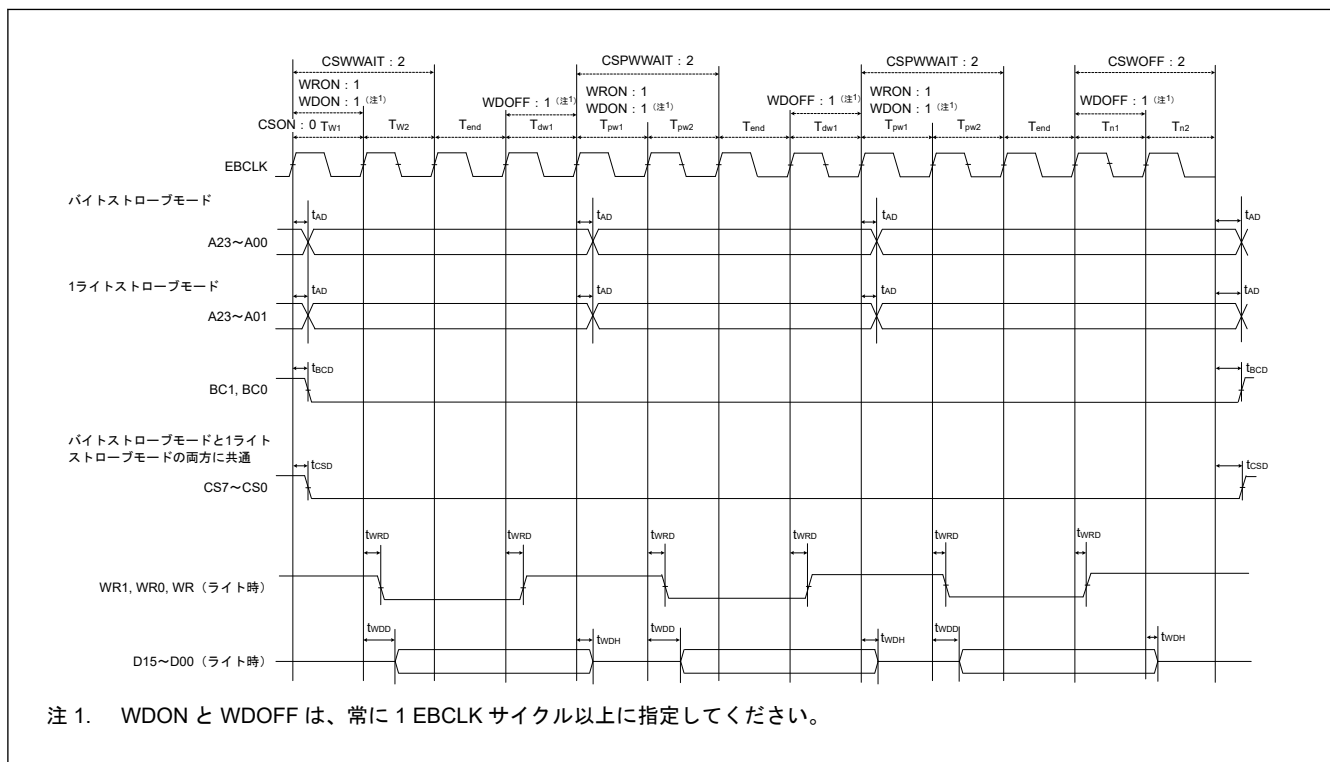 CSWWAIT：2 CSPWWAIT：2 CSPWWAIT：2 CSWOFF：2
WRON：1 WRON：1 WRON：1
WDON：1 (注1) WDOFF：1 (注1) WDON：1 (注1) WDOFF：1 (注1) WDON：1 (注1) WDOFF：1 (注1)
CSON：0 TW1 TW2 Tend Tdw1 Tpw1 Tpw2 Tend Tdw1 Tpw1 Tpw2 Tend Tn1 Tn2
EBCLK
バイトストローブモード
tAD tAD tAD tAD
A23～A00
1ライトストローブモード
tAD tAD tAD tAD
A23～A01
tBCD tBCD
BC1, BC0
バイトストローブモードと1ライト
ストローブモードの両方に共通
tCSD tCSD
CS7～CS0
tWRD tWRD tWRD tWRD tWRD tWRD
WR1, WR0, WR（ライト時）
tWDD tWDH tWDD tWDH tWDD tWDH
D15～D00（ライト時）
注 1. WDON と WDOFF は、常に 1 EBCLK サイクル以上に指定してください。